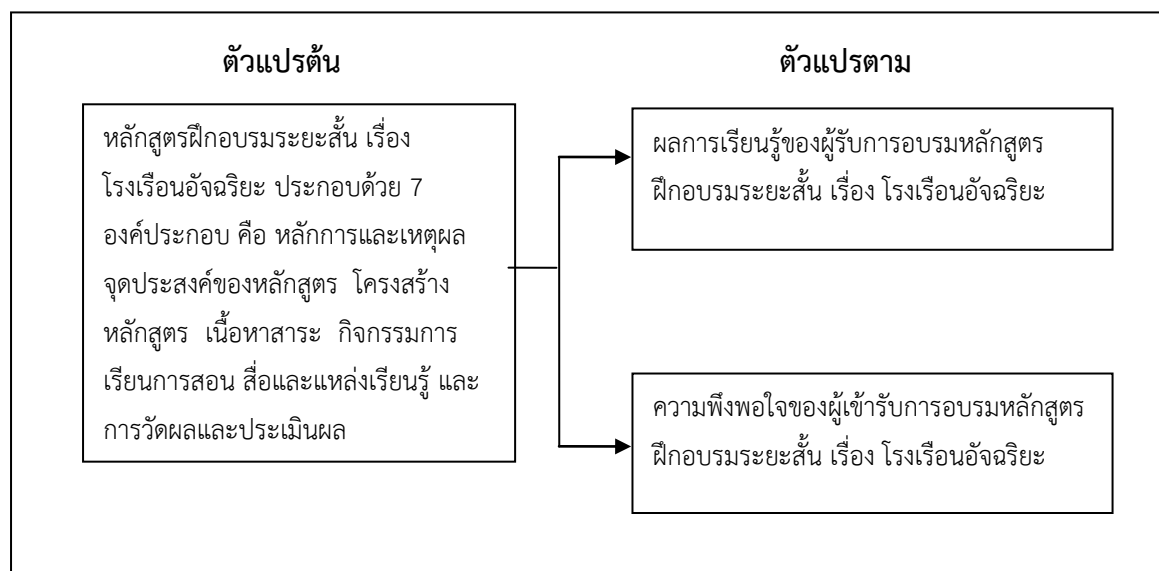 ตัวแปรต้น
หลักสูตรฝึกอบรมระยะสั้น เรื่อง
โรงเรือนอัจฉริยะ ประกอบด้วย 7
องค์ประกอบ คือ หลักการและเหตุผล
จุดประสงค์ของหลักสูตร โครงสร้าง
หลักสูตร เนื้อหาสาระ กิจกรรมการ
เรียนการสอน สื่อและแหล่งเรียนรู้ และ
การวัดผลและประเมินผล
ตัวแปรตาม
ผลการเรียนรู้ของผู้รับการอบรมหลักสูตร
ฝึกอบรมระยะสั้น เรื่อง โรงเรือนอัจฉริยะ
ความพึงพอใจของผู้เข้ารับการอบรมหลักสูตร
ฝึกอบรมระยะสั้น เรื่อง โรงเรือนอัจฉริยะ